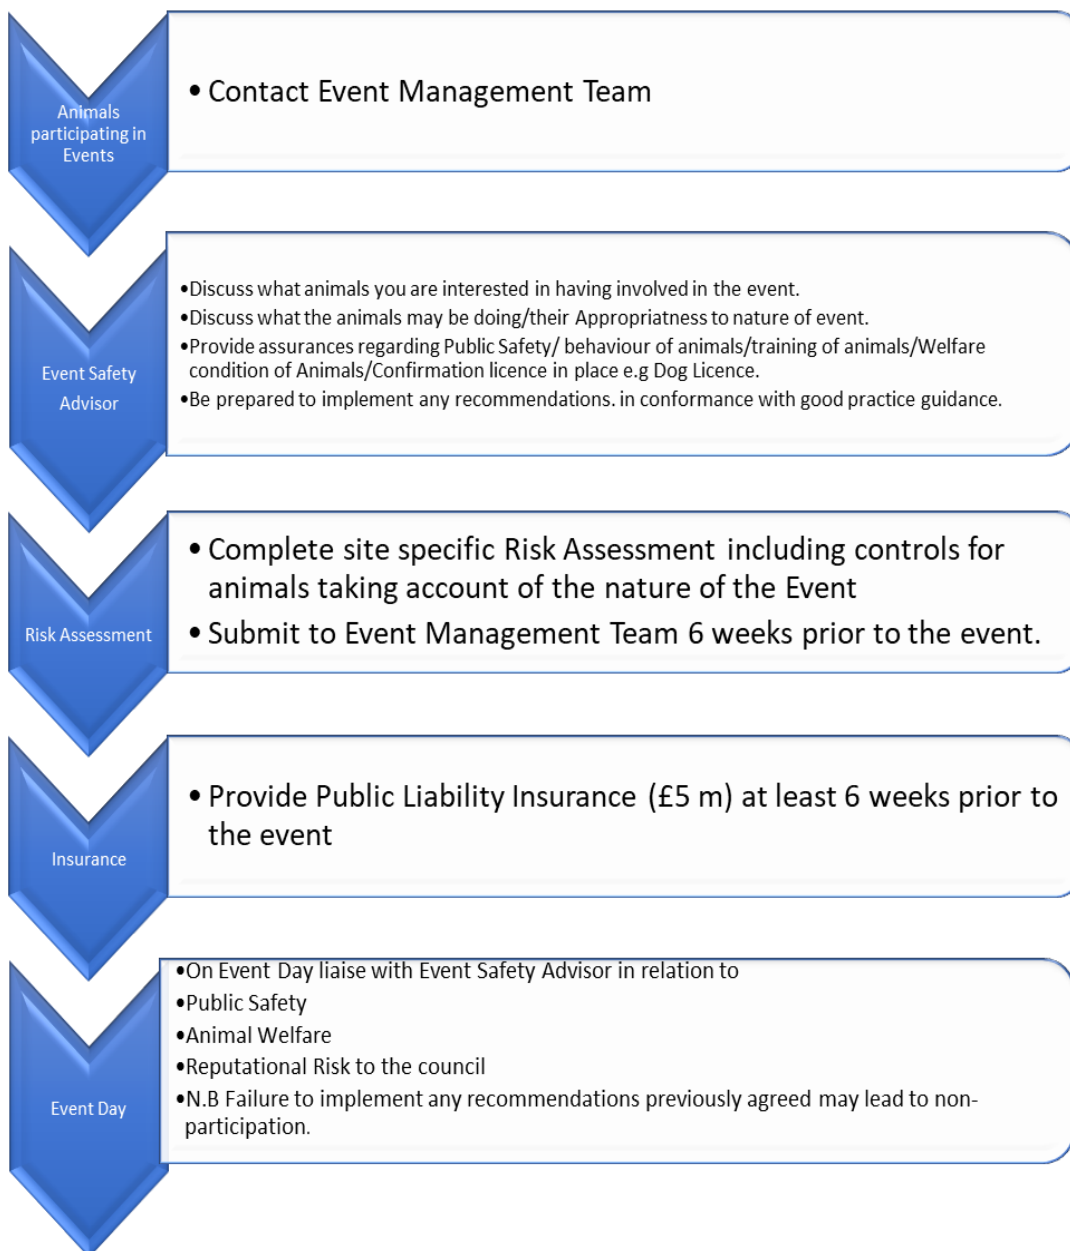 Animals
participating in
Events
• Contact Event Management Team
Event Safety
Advisor
•Discuss what animals you are interested in having involved in the event.
•Discuss what the animals may be doing/their Appropriatness to nature of event.
•Provide assurances regarding Public Safety/ behaviour of animals/training of animals/Welfare
condition of Animals/Confirmation licence in place e.g Dog Licence.
•Be prepared to implement any recommendations. in conformance with good practice guidance.
Risk Assessment
• Complete site specific Risk Assessment including controls for
animals taking account of the nature of the Event
• Submit to Event Management Team 6 weeks prior to the event.
Insurance
• Provide Public Liability Insurance (£5 m) at least 6 weeks prior to
the event
Event Day
•On Event Day liaise with Event Safety Advisor in relation to
•Public Safety
•Animal Welfare
•Reputational Risk to the council
•N.B Failure to implement any recommendations previously agreed may lead to non-
participation.